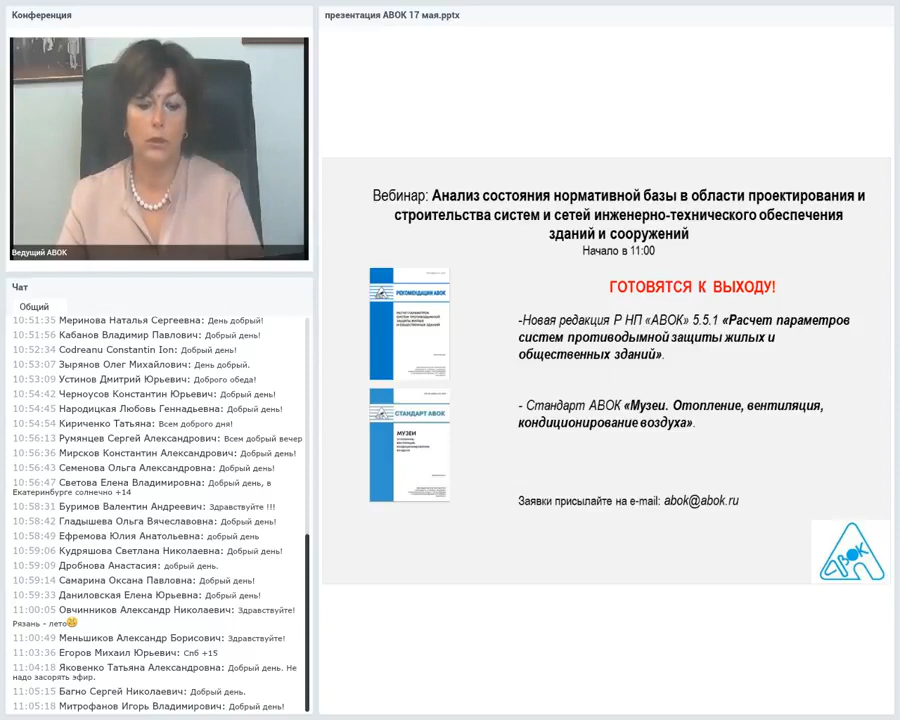 Конференция
Ведущий АВОК
Чат
Общий
10:51:35 Меринова Наталья Сергеевна: День добрый!
10:51:56 Кабанов Владимир Павлович: Добрый день!
10:52:34 Codreanu Constantin Ion: Добрый день!
10:53:07 Зырянов Олег Михайлович: День добрый.
10:53:09 Устинов Дмитрий Юрьевич: Доброго обеда!
10:54:42 Черноусов Константин Юрьевич: Добрый день!
10:54:45 Народицкая Любовь Геннадьевна: Добрый день!
10:54:54 Кириченко Татьяна: Всем доброго дня!
10:56:13 Румянцев Сергей Александрович: Всем добрый вечер
10:56:36 Мирсков Константин Александрович: Добрый день!
10:56:43 Семенова Ольга Александровна: Добрый день!
10:56:47 Светова Елена Владимировна: Добрый день, в
Екатеринбурге солнечно +14
10:58:31 Буримов Валентин Андреевич: Здравствуйте !!!
10:58:42 Гладышева Ольга Вячеславовна: Добрый день!
10:58:49 Ефремова Юлия Анатольевна: добрый день
10:59:06 Кудряшова Светлана Николаевна: Добрый день!
10:59:09 Дробнова Анастасия: добрый день.
10:59:14 Самарина Оксана Павловна: Добрый день!
10:59:33 Даниловская Елена Юрьевна: Добрый день!
11:00:05 Овчинников Александр Николаевич: Здравствуйте!
Рязань - лето
11:00:49 Меньшиков Александр Борисович: Здравствуйте!
11:03:36 Егоров Михаил Юрьевич: Спб +15
11:04:18 Яковенко Татьяна Александровна: Добрый день. Не
надо засорять эфир.
11:05:15 Багно Сергей Николаевич: Добрый день.
11:05:18 Митрофанов Игорь Владимирович: Добрый день!
презентация АВОК 17 мая.pptx
Вебинар: Анализ состояния нормативной базы в области проектирования и
строительства систем и сетей инженерно-технического обеспечения
зданий и сооружений
Начало в 11:00
ГОТОВЯТСЯ К ВЫХОДУ!
РЕКОМЕНДАЦИИ АВОК
-Новая редакция Р НП «АВОК» 5.5.1 «Расчет параметров
систем противодымной защиты жилых и
общественных зданий».
СТАНДАРТ АВОК
МУЗЕИ
- Стандарт АВОК «Музеи. Отопление, вентиляция,
кондиционирование воздуха».
Заявки присылайте на e-mail: abok@abok.ru
АВОК